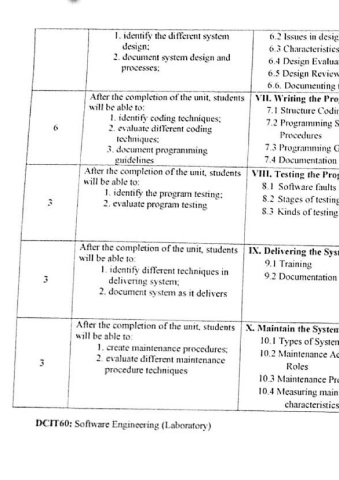 1. identify the different system
design;
2. document system design and
processes;
6.2 Issues in desig
6.3 Characteristics
6.4 Design Evalua
6.5 Design Review
6.6. Documenting
6
After the completion of the unit, students
will be able to:
1. identify coding techniques;
2. evaluate different coding
techniques;
3. document programming
guidelines
VII. Writing the Pro
7.1 Structure Codi
7.2 Programming S
Procedures
7.3 Programming G
7.4 Documentation
3
After the completion of the unit, students
will be able to:
1. identify the program testing;
2. evaluate program testing
VIII. Testing the Prog
8.1 Software faults
8.2 Stages of testing
8.3 Kinds of testing
3
After the completion of the unit, students
will be able to:
1. identify different techniques in
delivering system;
2. document system as it delivers
IX. Delivering the Syst
9.1 Training
9.2 Documentation
3
After the completion of the unit, students
will be able to:
1. create maintenance procedures;
2. evaluate different maintenance
procedure techniques
X. Maintain the System
10.1 Types of System
10.2 Maintenance Ac
Roles
10.3 Maintenance Pro
10.4 Measuring main
characteristics
DCIT60: Software Engineering (Laboratory)